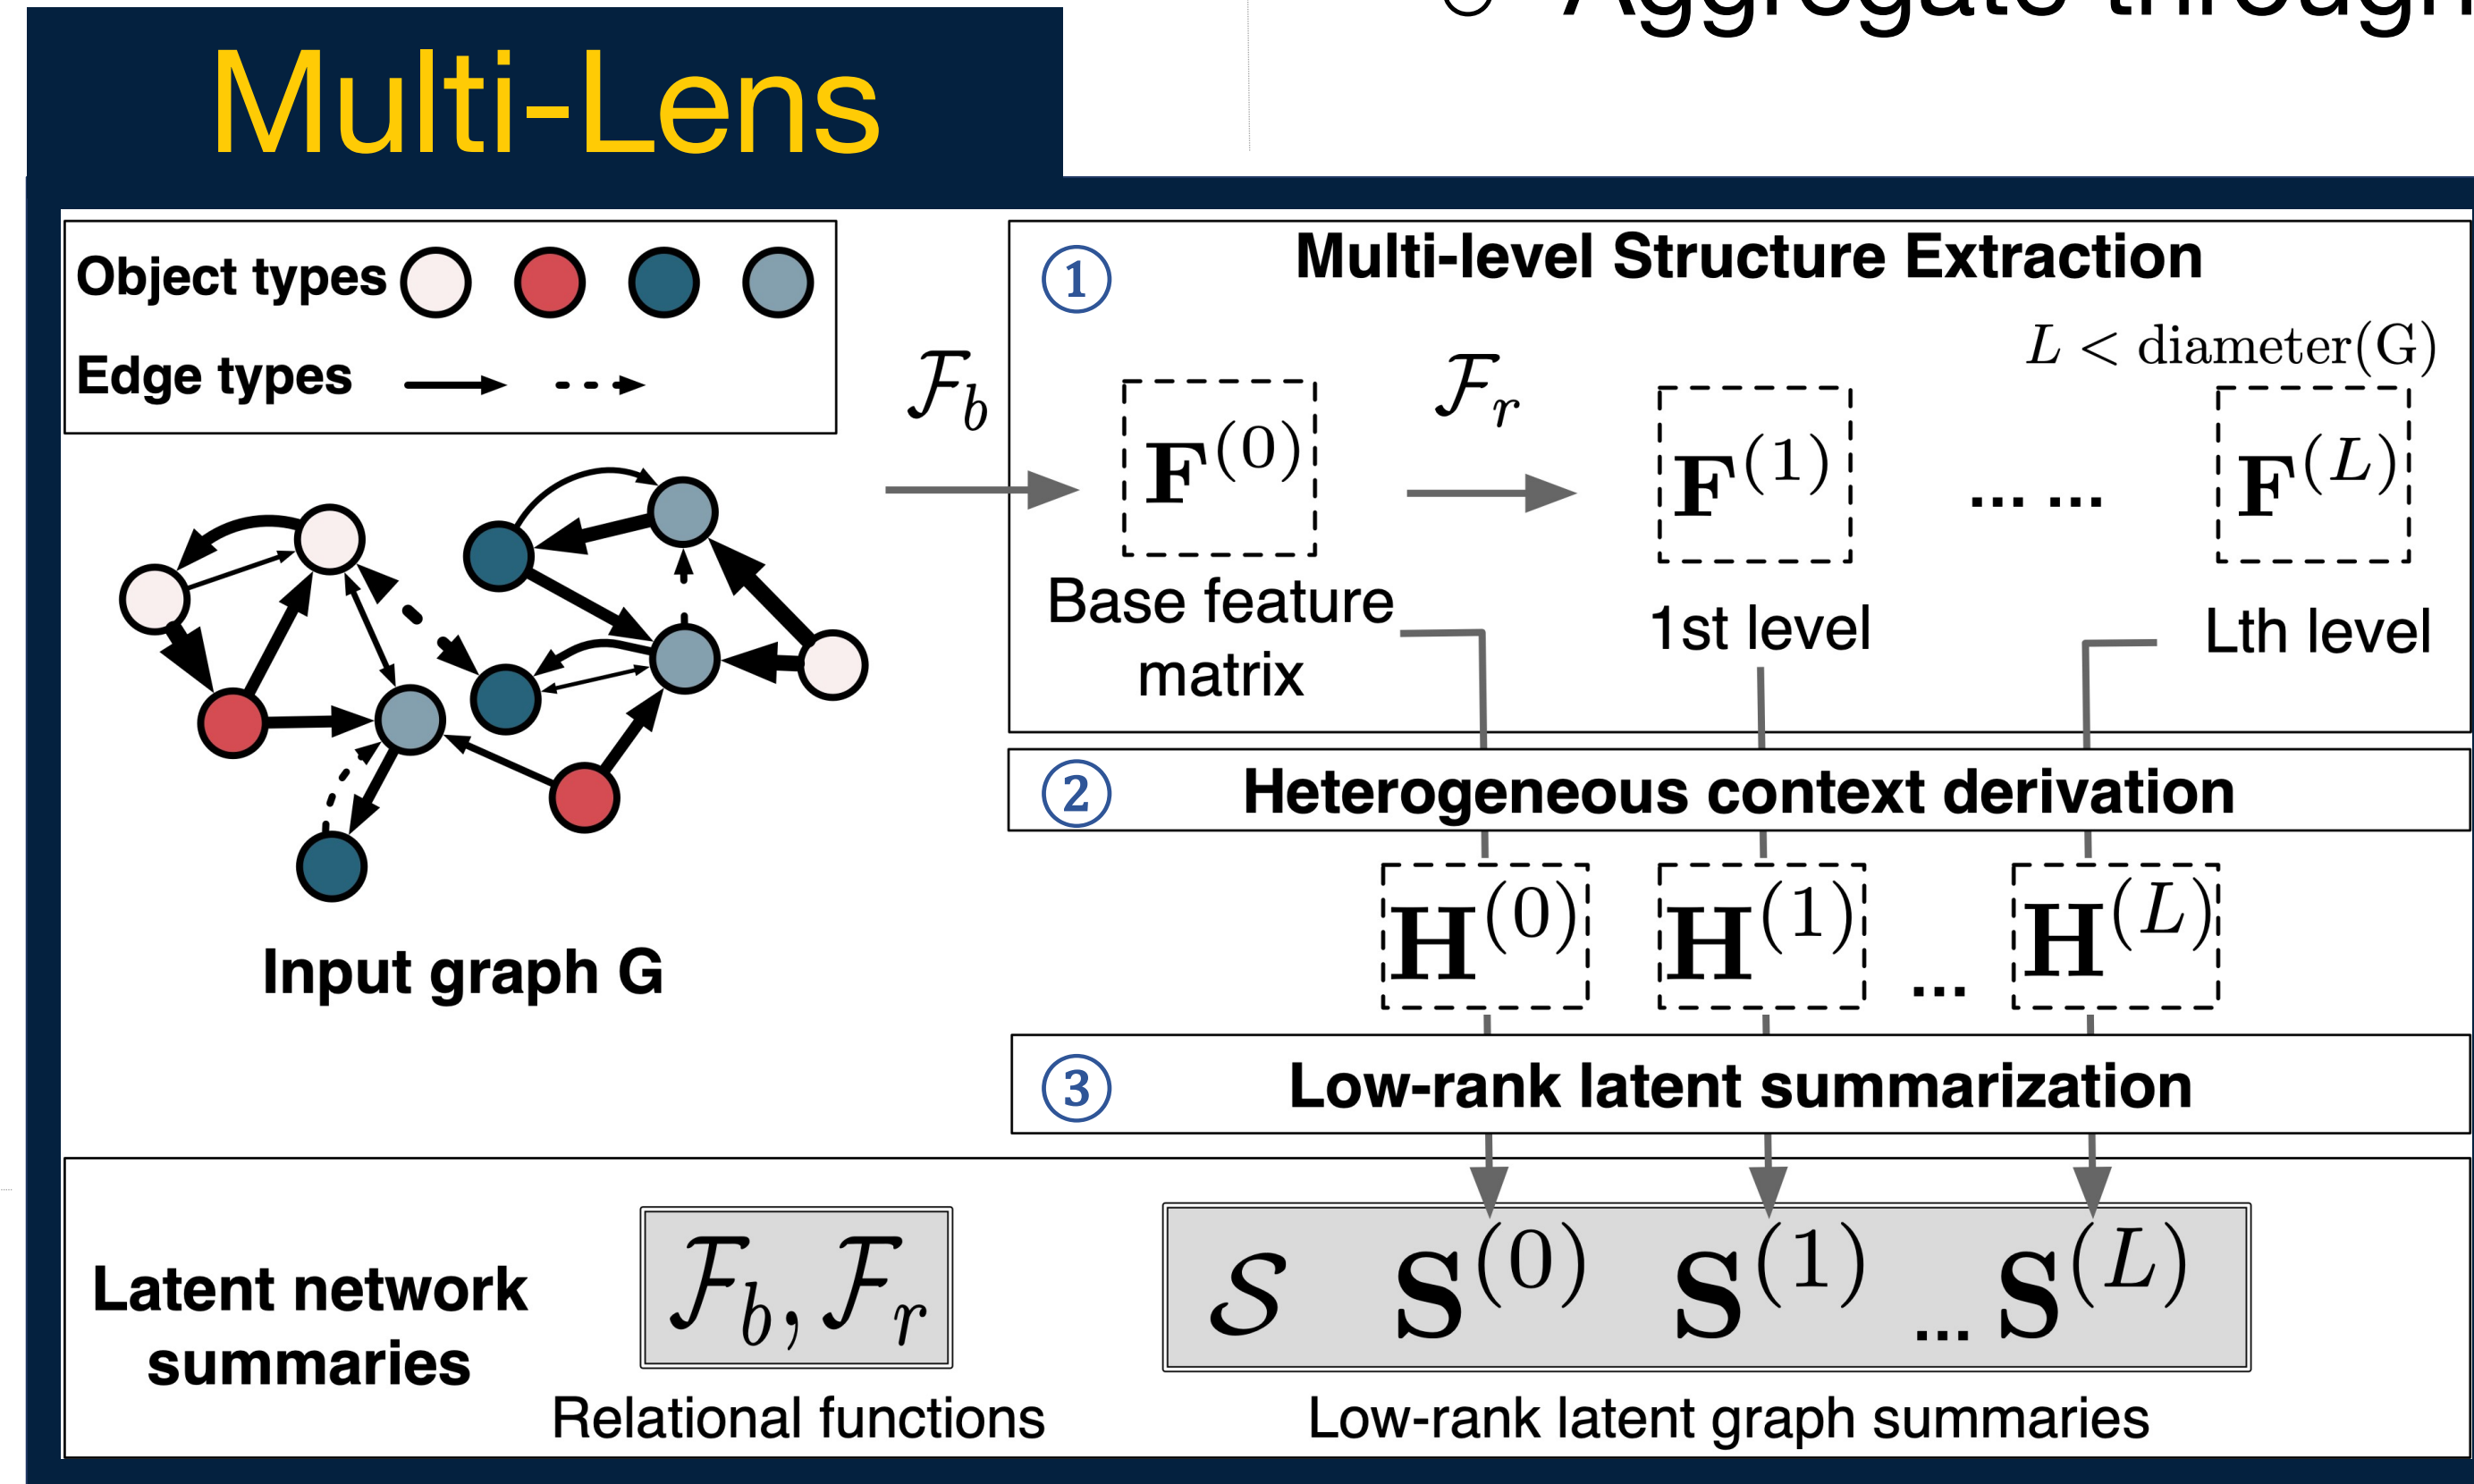 Aggregate through
Multi-Lens
Object types
Edge types
Input graph G
① Multi-level Structure Extraction
L < diameter(G)
ℱ_b
F^(0)
ℱ_r
F^(1) ... ... F^(L)
Base feature
matrix
1st level
Lth level
② Heterogeneous context derivation
H^(0) H^(1) ... H^(L)
③ Low-rank latent summarization
Latent network
summaries
ℱ_b, ℱ_r
Relational functions
𝒮 S^(0) S^(1) ... S^(L)
Low-rank latent graph summaries